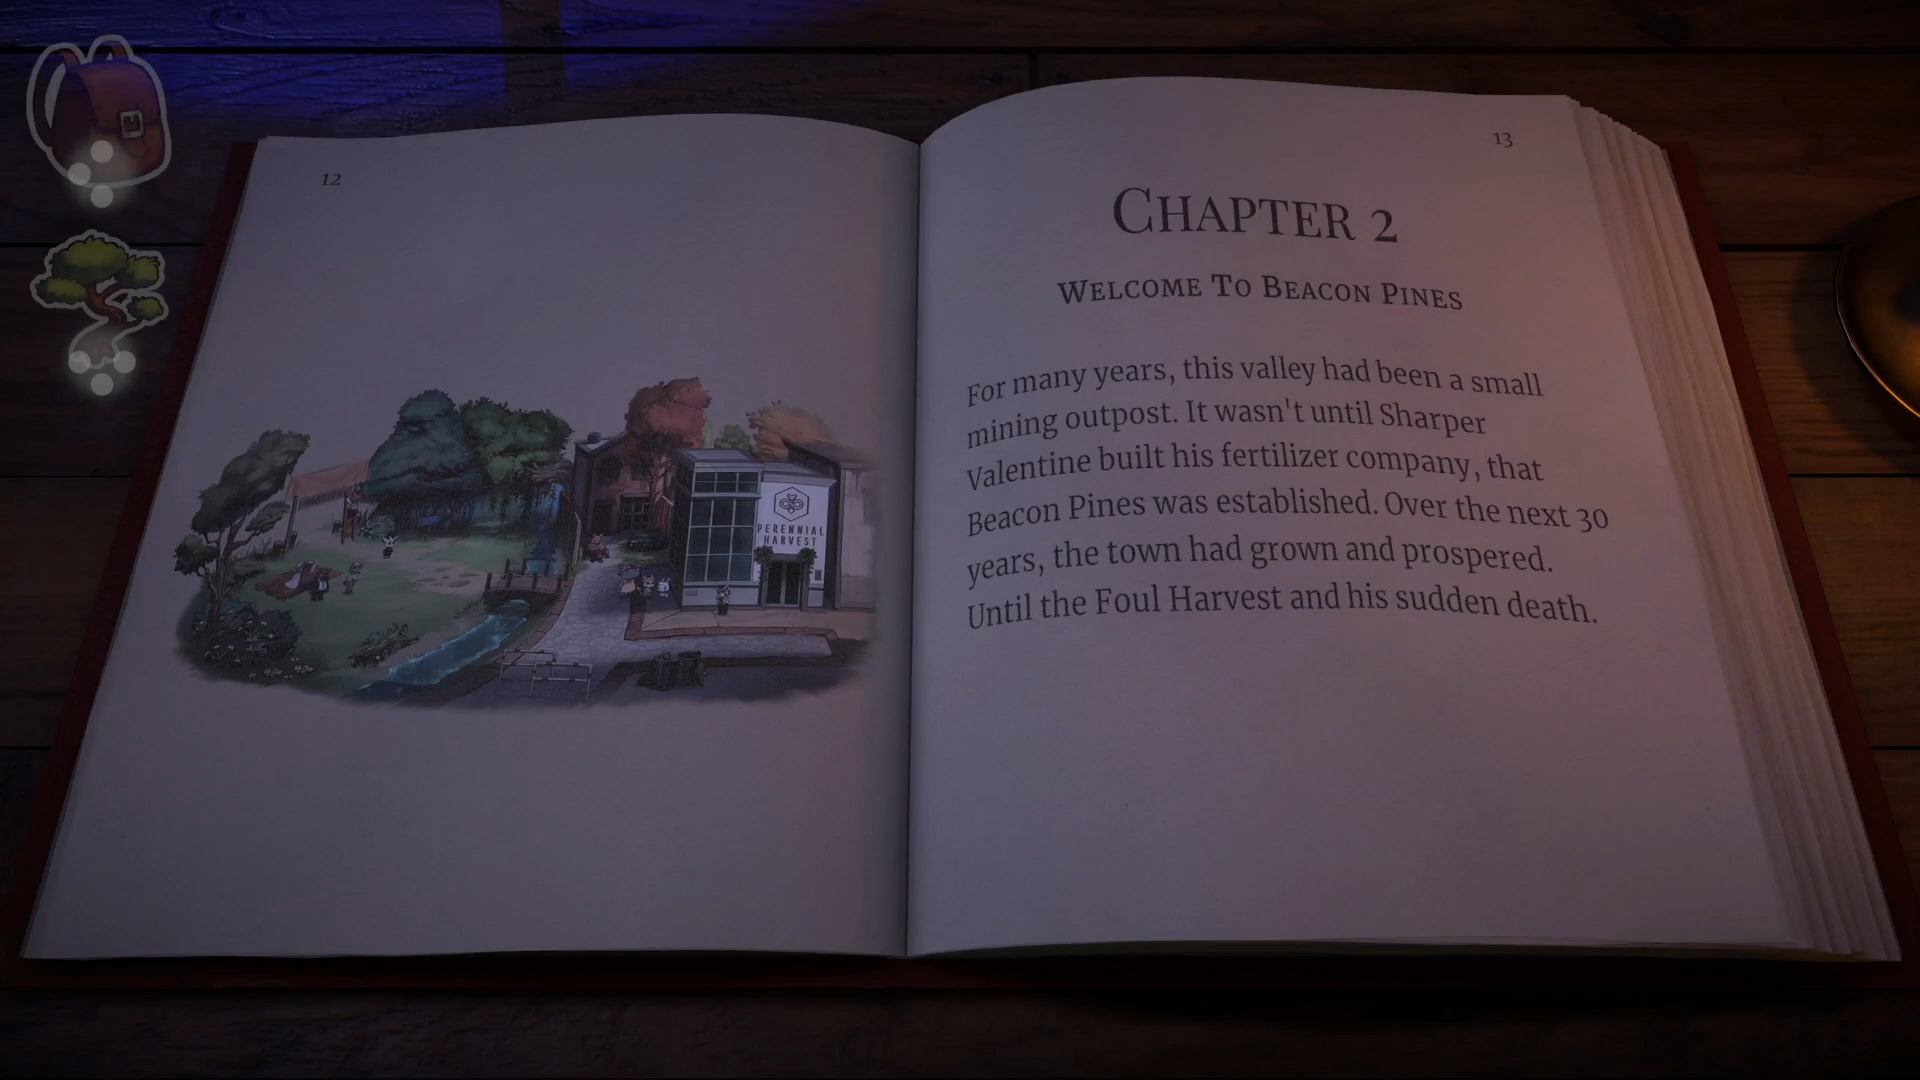 12
PERENNIAL
HARVEST
13
CHAPTER 2
WELCOME TO BEACON PINES
For many years, this valley had been a small
mining outpost. It wasn't until Sharper
Valentine built his fertilizer company, that
Beacon Pines was established. Over the next 30
years, the town had grown and prospered.
Until the Foul Harvest and his sudden death.